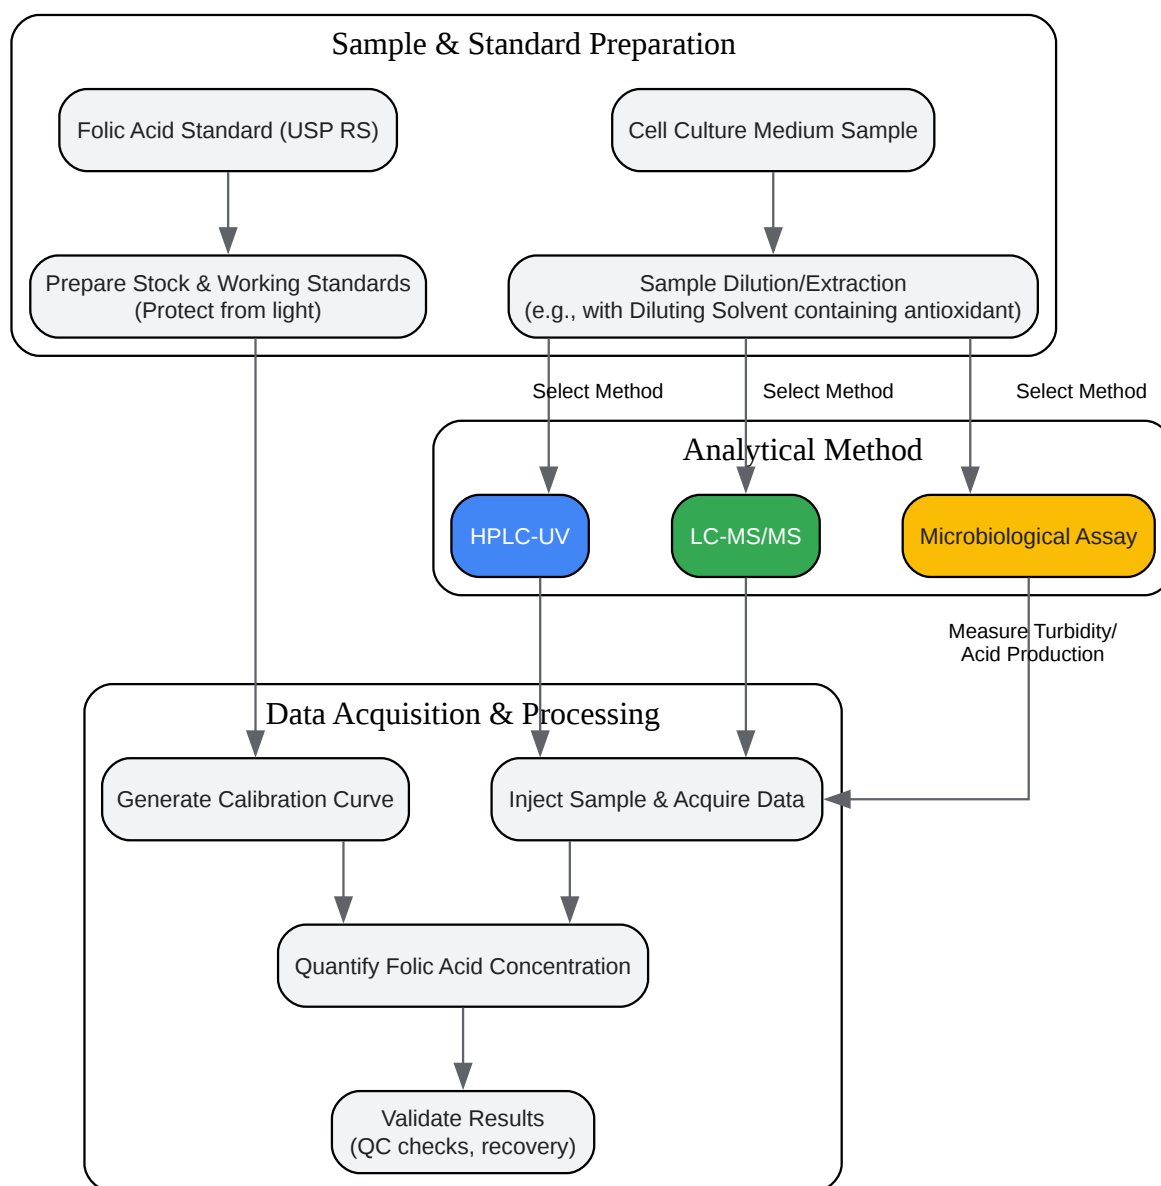 Sample & Standard Preparation
Folic Acid Standard (USP RS)
Cell Culture Medium Sample
Prepare Stock & Working Standards
(Protect from light)
Sample Dilution/Extraction
(e.g., with Diluting Solvent containing antioxidant)
Select Method
Select Method
Select Method
Analytical Method
HPLC-UV
LC-MS/MS
Microbiological Assay
Measure Turbidity/
Acid Production
Data Acquisition & Processing
Generate Calibration Curve
Inject Sample & Acquire Data
Quantify Folic Acid Concentration
Validate Results
(QC checks, recovery)